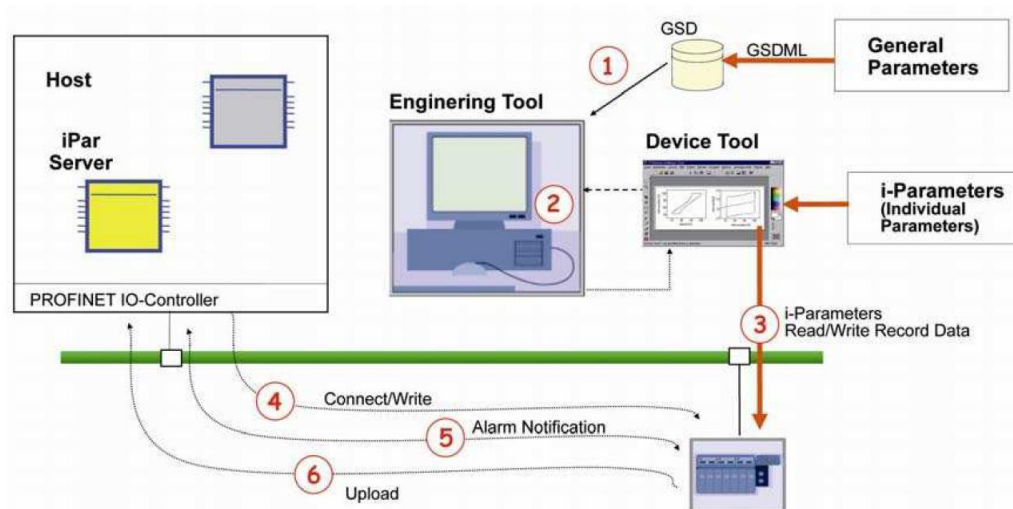 GSD
GSDML
General
Parameters
1
Host
Enginering Tool
iPar
Server
Device Tool
2
i-Parameters
(Individual
Parameters)
PROFINET IO-Controller
3
i-Parameters
Read/Write Record Data
4
Connect/Write
5
Alarm Notification
6
Upload